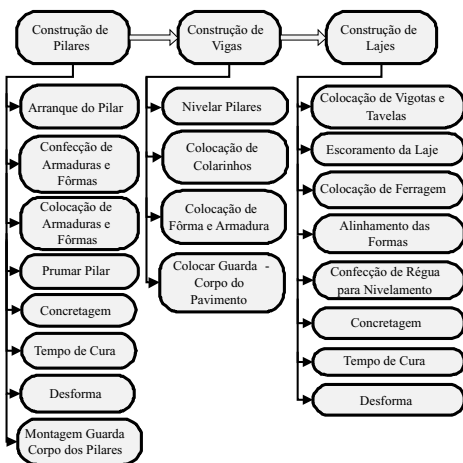 Construção de
Pilares
Construção de
Vigas
Construção de
Lajes
Arranque do Pilar
Confecção de
Armaduras e
Fôrmas
Colocação de
Armaduras e
Fôrmas
Prumar Pilar
Concretagem
Tempo de Cura
Desforma
Montagem Guarda
Corpo dos Pilares
Nivelar Pilares
Colocação de
Colarinhos
Colocação de
Fôrma e Armadura
Colocar Guarda -
Corpo do
Pavimento
Colocação de Vigotas e
Tavelas
Escoramento da Laje
Colocação de Ferragem
Alinhamento das
Formas
Confecção de Régua
para Nivelamento
Concretagem
Tempo de Cura
Desforma